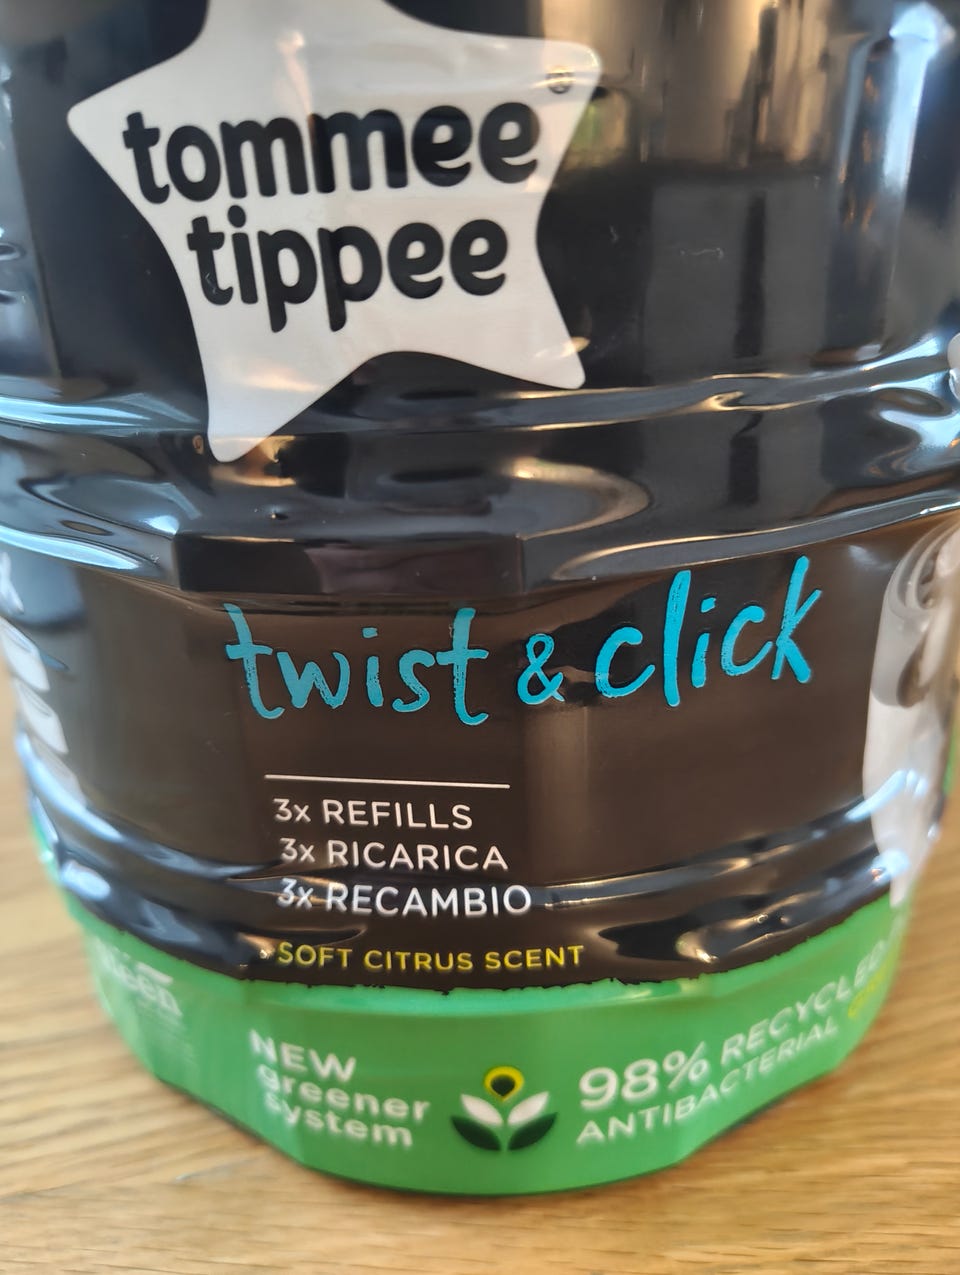 tommee®
tippee
twist & click
3x REFILLS
3x RICARICA
3x RECAMBIO
SOFT CITRUS SCENT
NEW
greener
system
98% RECYCLED
ANTIBACTERIAL